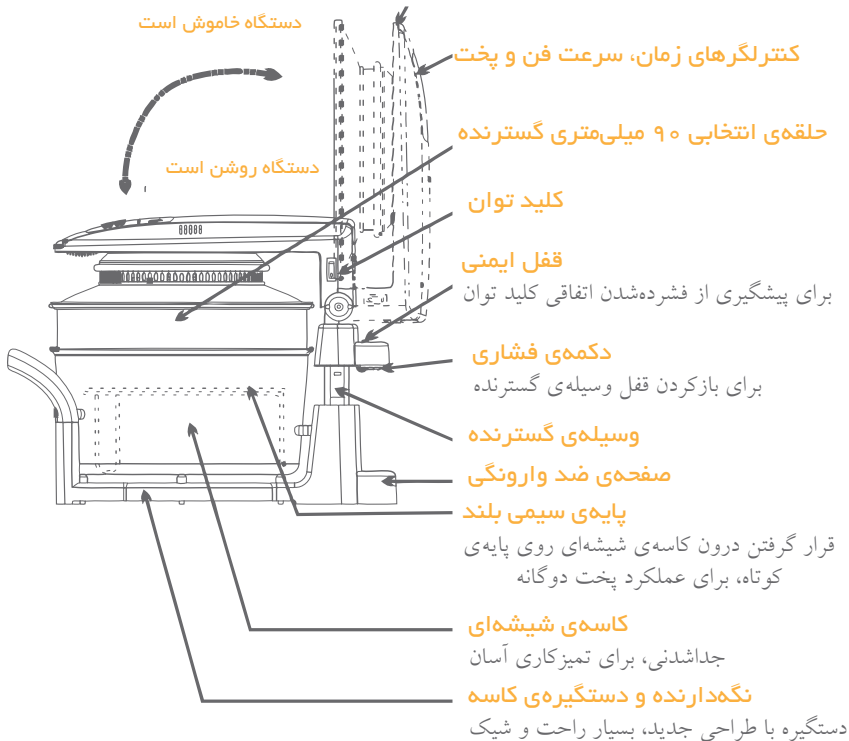 دستگاه خاموش است
کنترلگرهای زمان، سرعت فن و پخت
حلقه‌ی انتخابی ۹۰ میلی‌متری گسترنده
دستگاه روشن است
کلید توان
قفل ایمنی
برای پیشگیری از فشرده‌شدن اتفاقی کلید توان
دکمه‌ی فشاری
برای بازکردن قفل وسیله‌ی گسترنده
وسیله‌ی گسترنده
صفحه‌ی ضد وارونگی
پایه‌ی سیمی بلند
قرار گرفتن درون کاسه‌ی شیشه‌ای روی پایه‌ی
کوتاه، برای عملکرد پخت دوگانه
کاسه‌ی شیشه‌ای
جداشدنی، برای تمیزکاری آسان
نگه‌دارنده و دستگیره‌ی کاسه
دستگیره با طراحی جدید، بسیار راحت و شیک